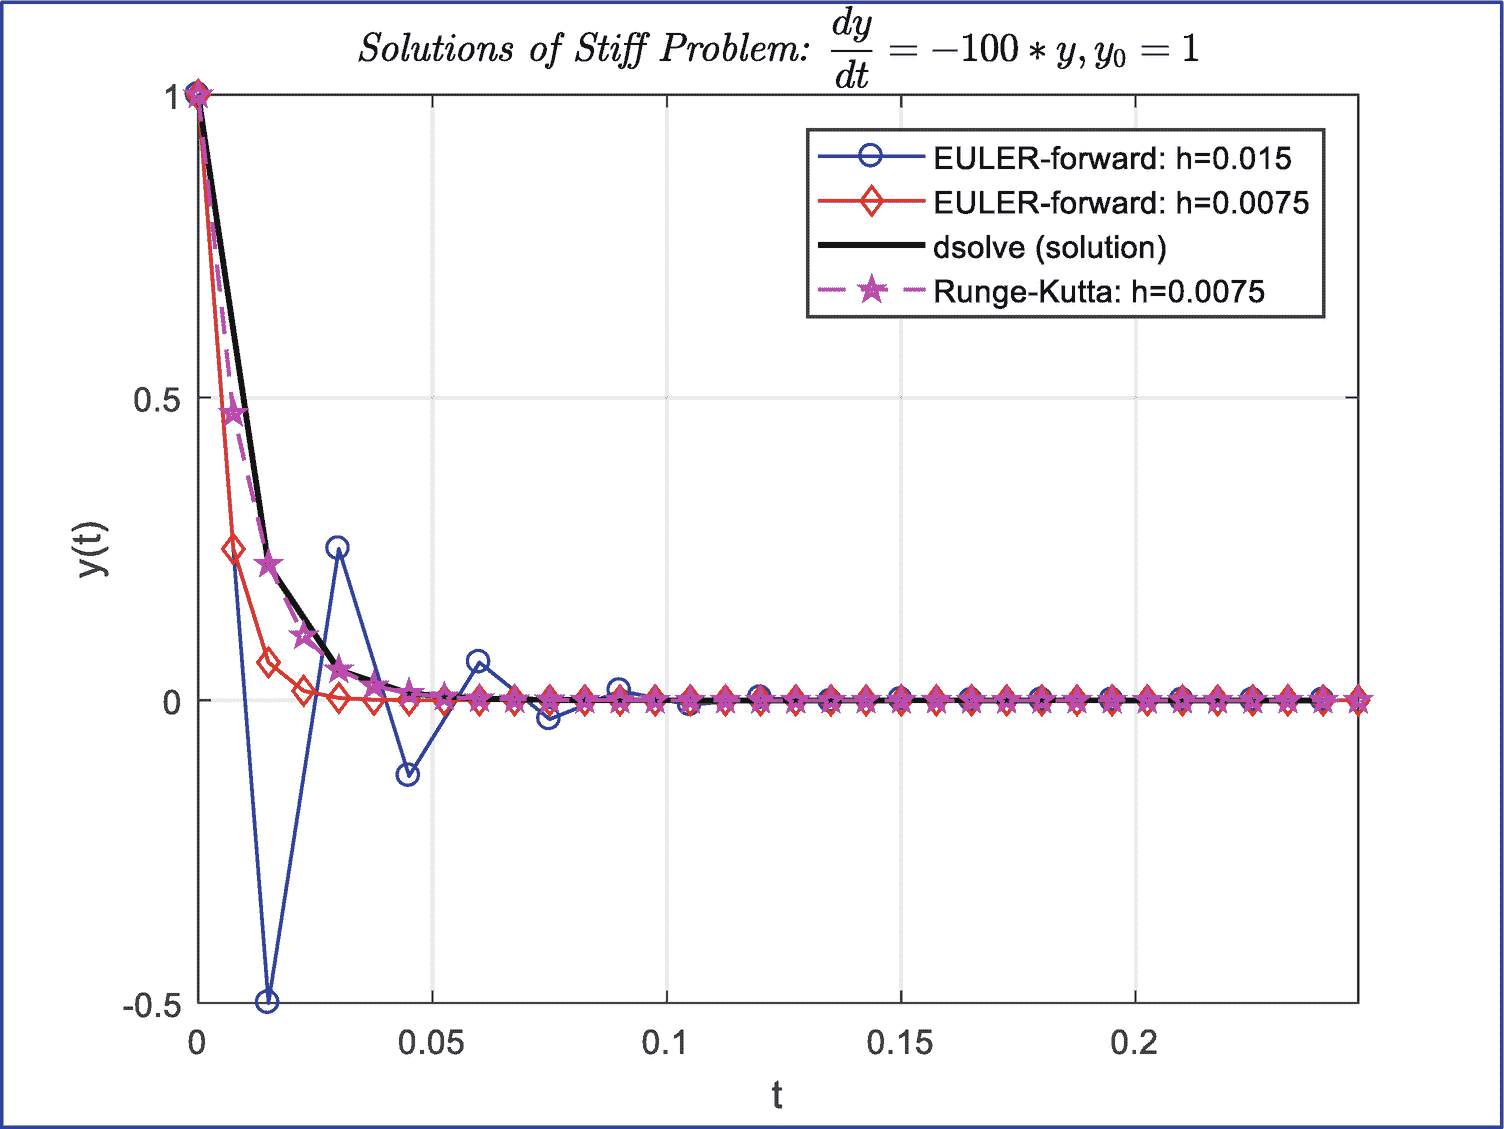 Solutions of Stiff Problem: dy/dt = −100 ∗ y, y₀ = 1
EULER-forward: h=0.015
EULER-forward: h=0.0075
dsolve (solution)
Runge-Kutta: h=0.0075
1
0.5
0
-0.5
y(t)
0 0.05 0.1 0.15 0.2
t